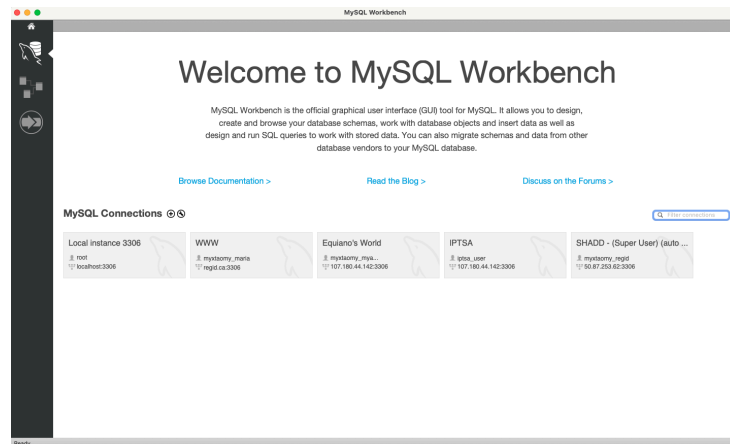 MySQL Workbench
Welcome to MySQL Workbench
MySQL Workbench is the official graphical user interface (GUI) tool for MySQL. It allows you to design,
create and browse your database schemas, work with database objects and insert data as well as
design and run SQL queries to work with stored data. You can also migrate schemas and data from other
database vendors to your MySQL database.
Browse Documentation > Read the Blog > Discuss on the Forums >
MySQL Connections
Filter connections
Local instance 3306
root
localhost:3306
WWW
myxtaomy_maria
regid.ca:3306
Equiano's World
myxtaomy_mya...
107.180.44.142:3306
IPTSA
iptsa_user
107.180.44.142:3306
SHADD - (Super User) (auto ...
myxtaomy_regid
50.87.253.62:3306
Ready.